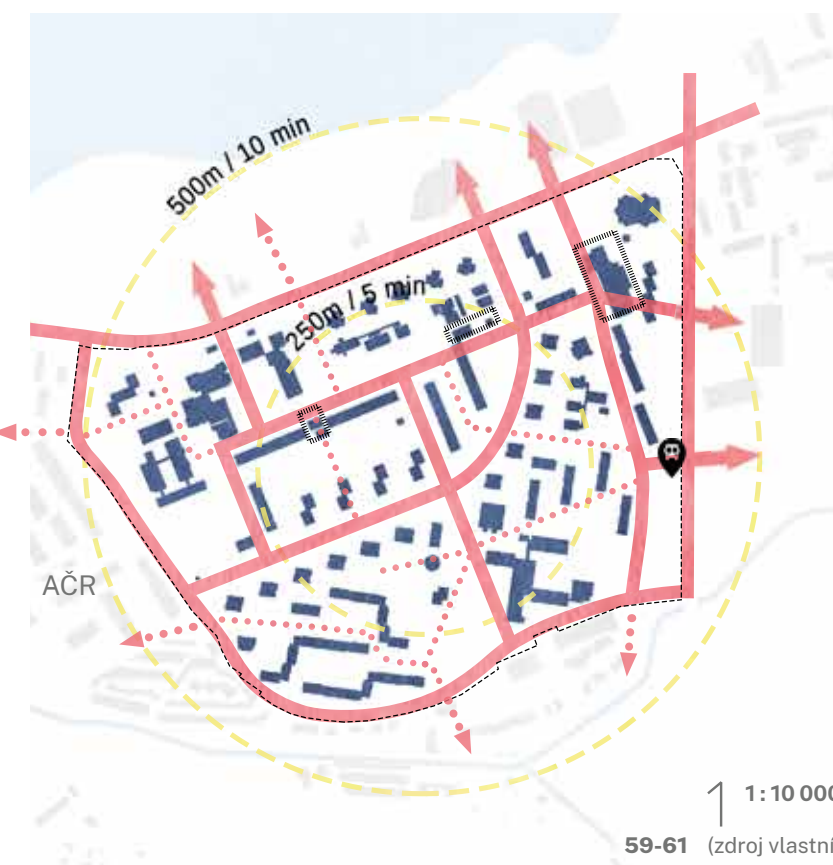 500m / 10 min
250m / 5 min
AČR
1 : 10 000
59-61 (zdroj vlastní